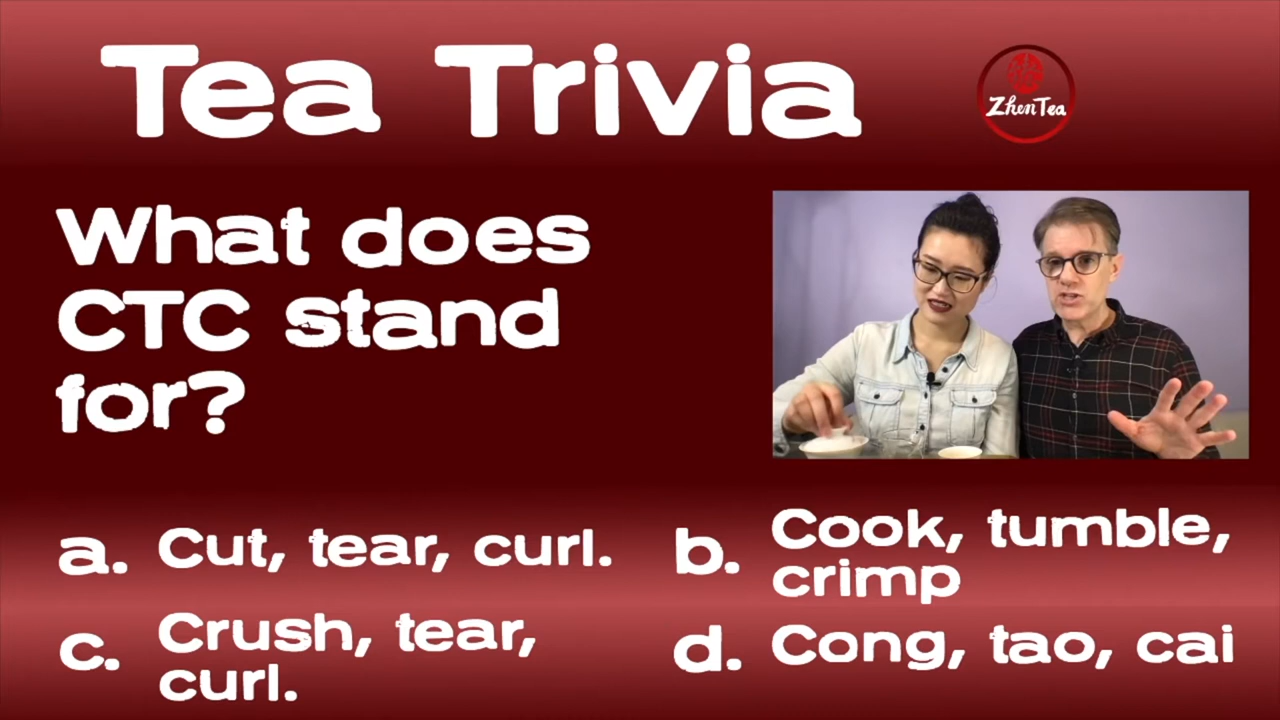 Tea Trivia
ZhenTea
What does
CTC stand
for?
a. Cut, tear, curl.
b. Cook, tumble,
crimp
c. Crush, tear,
curl.
d. Cong, tao, cai